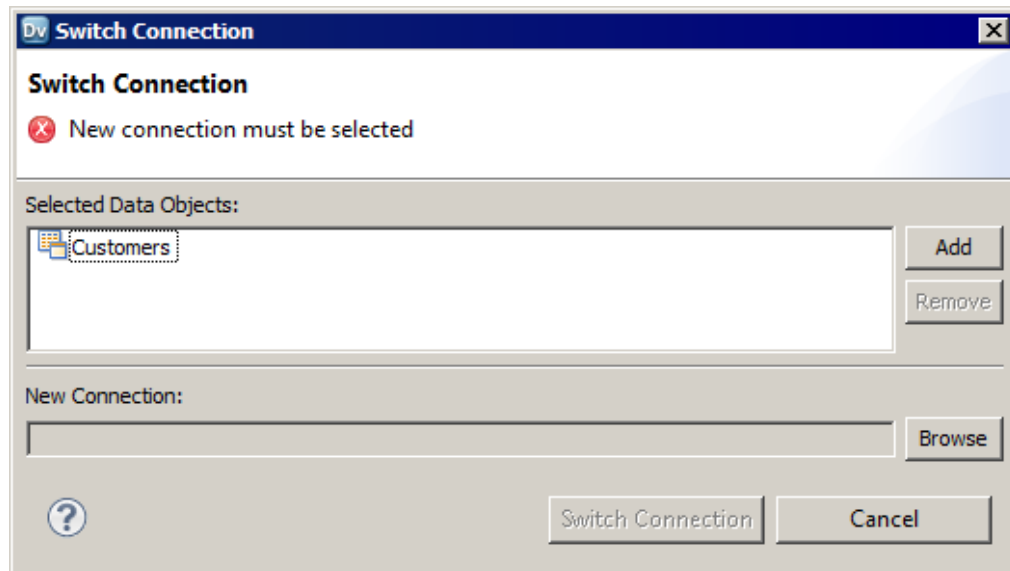 Dv Switch Connection
Switch Connection
New connection must be selected
Selected Data Objects:
Customers
Add
Remove
New Connection:
Browse
?
Switch Connection
Cancel